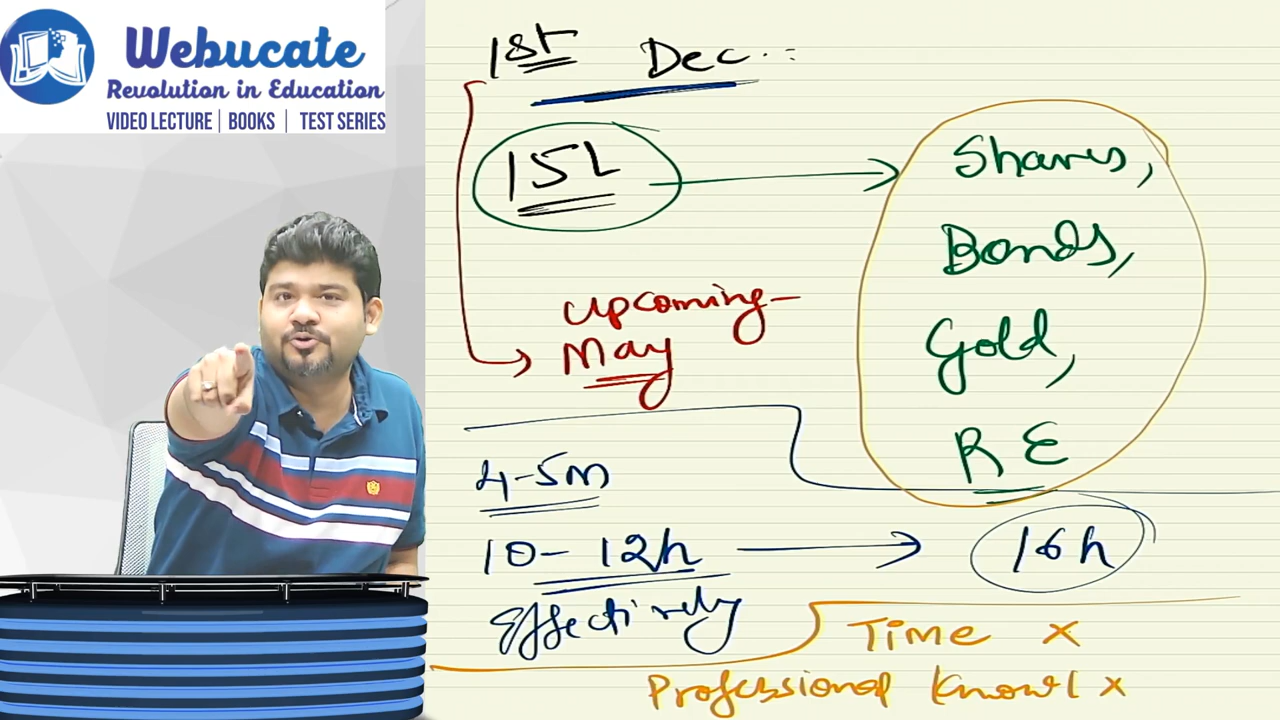 Webucate
Revolution in Education
VIDEO LECTURE | BOOKS | TEST SERIES
1st Dec..:
15L
Shares,
Bonds,
Gold,
R E
Upcoming-
May
4-5m
10-12h
16h
Effectively
Time x
Professional Knowl x